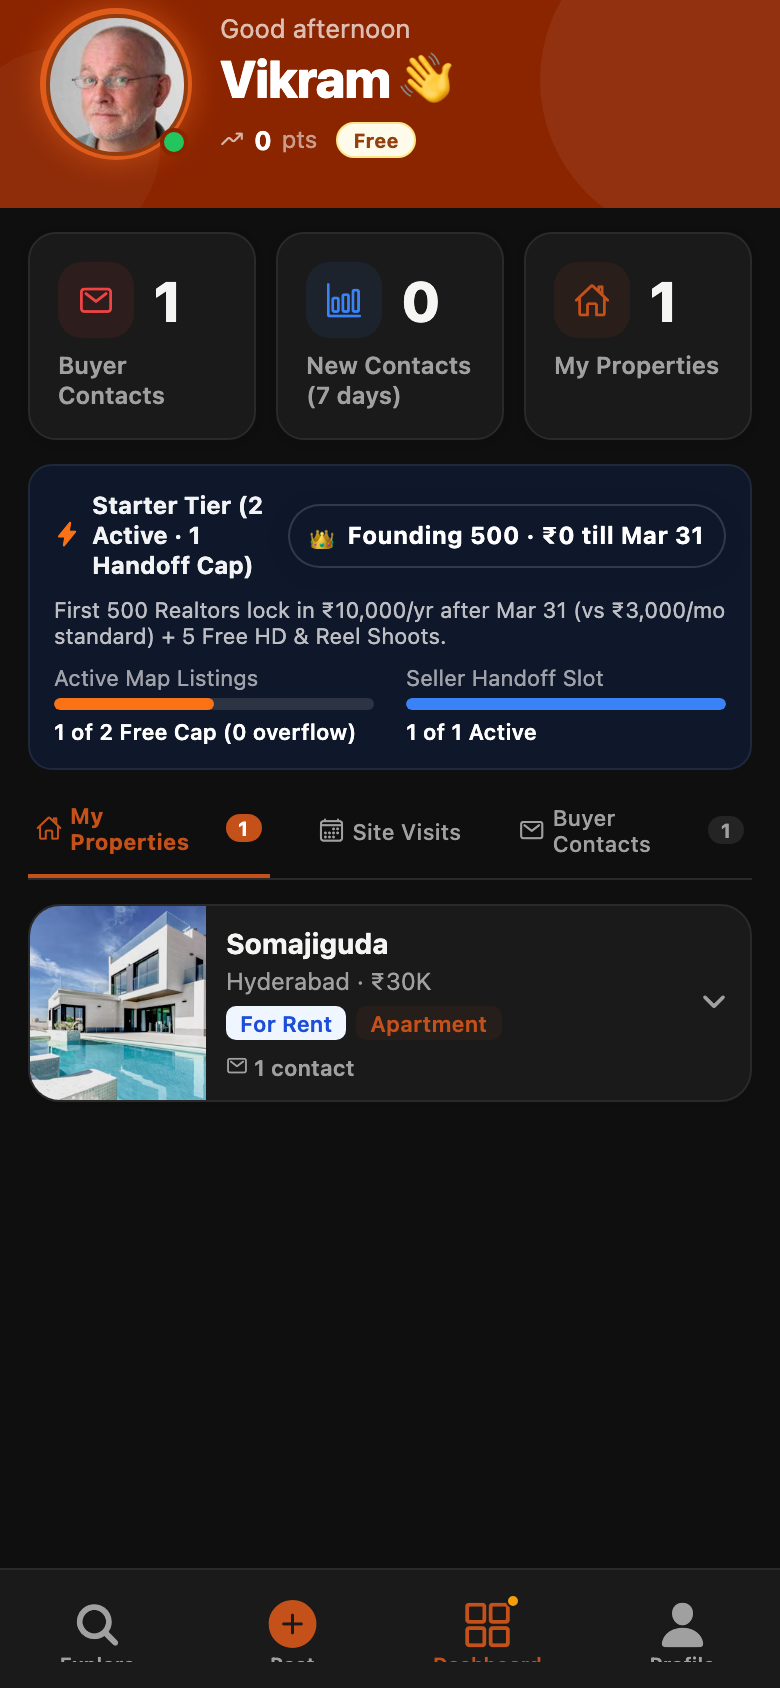 Good afternoon
Vikram 👋
0 pts Free
1
Buyer
Contacts
0
New Contacts
(7 days)
1
My Properties
Starter Tier (2
Active · 1
Handoff Cap)
👑 Founding 500 · ₹0 till Mar 31
First 500 Realtors lock in ₹10,000/yr after Mar 31 (vs ₹3,000/mo
standard) + 5 Free HD & Reel Shoots.
Active Map Listings
1 of 2 Free Cap (0 overflow)
Seller Handoff Slot
1 of 1 Active
My
Properties
1
Site Visits
Buyer
Contacts
1
Somajiguda
Hyderabad · ₹30K
For Rent Apartment
1 contact
Explore Post Dashboard Profile